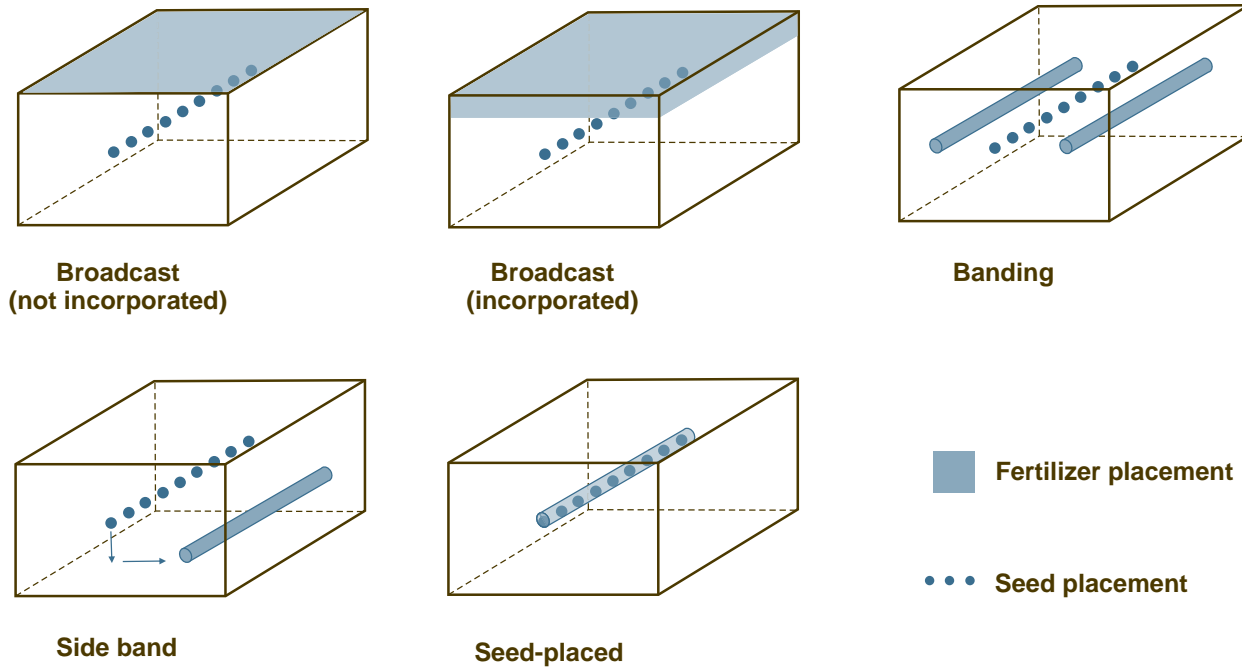 Broadcast
(not incorporated)
Broadcast
(incorporated)
Banding
Side band
Seed-placed
Fertilizer placement
Seed placement